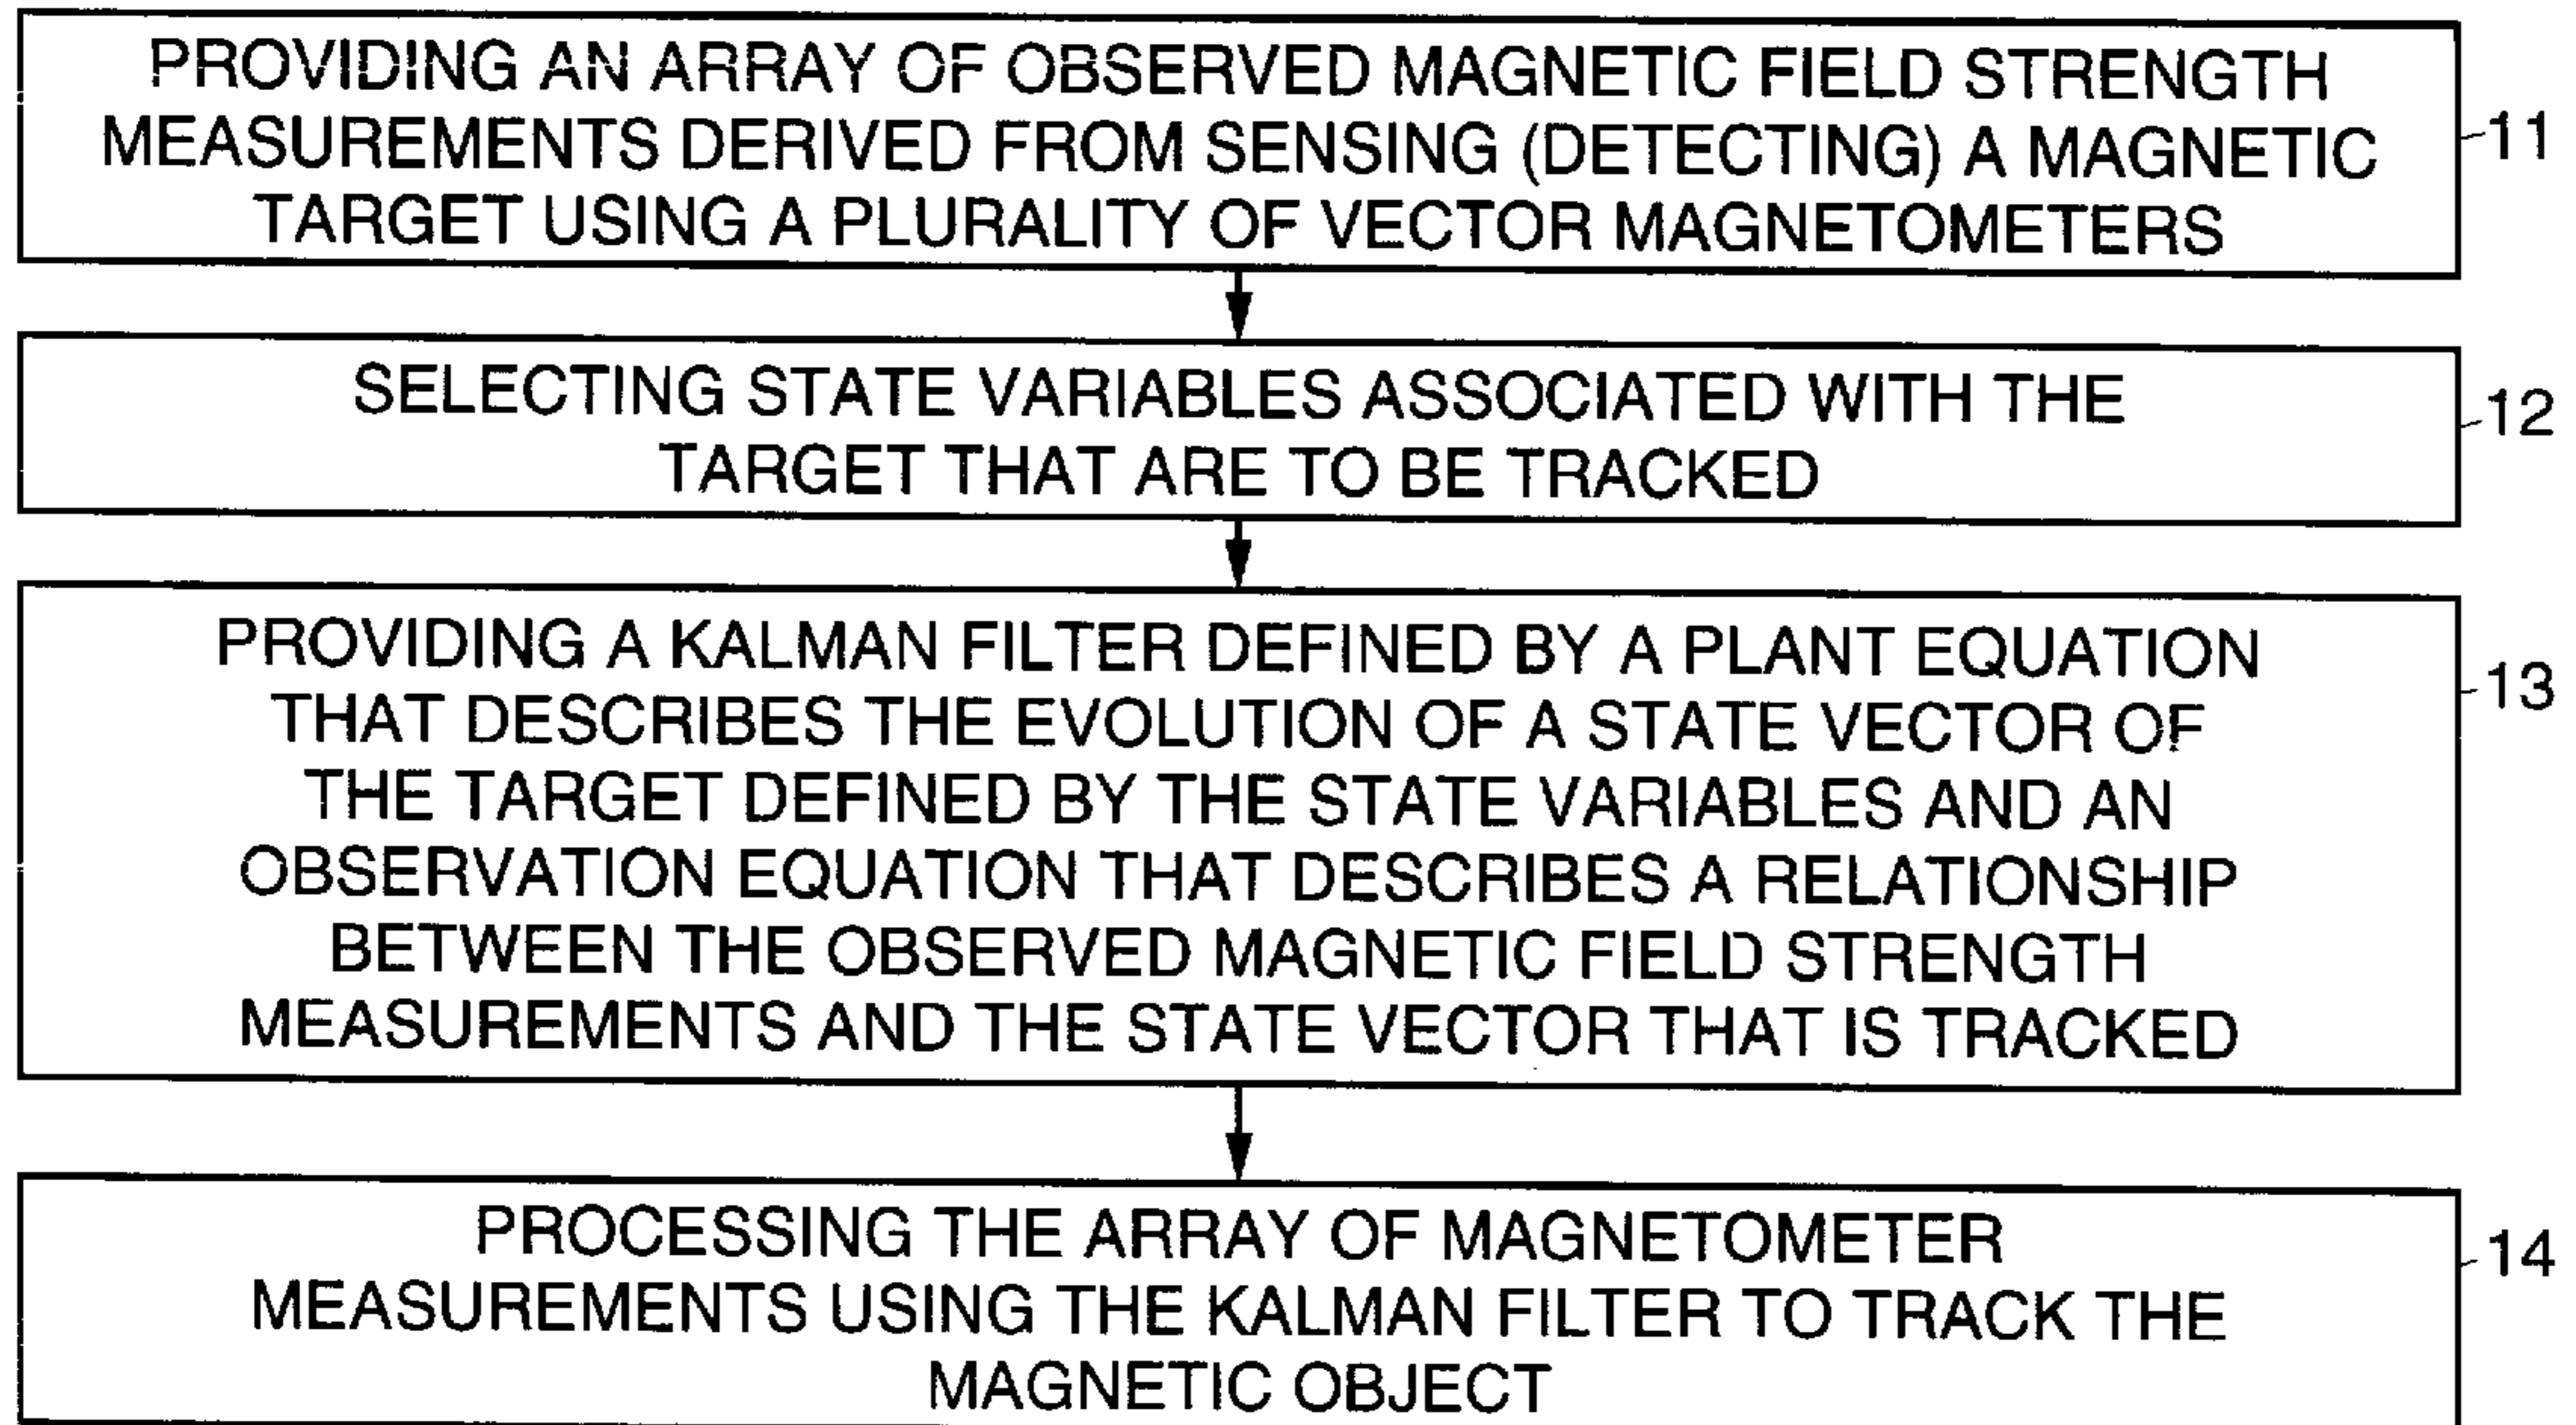 PROVIDING AN ARRAY OF OBSERVED MAGNETIC FIELD STRENGTH
MEASUREMENTS DERIVED FROM SENSING (DETECTING) A MAGNETIC
TARGET USING A PLURALITY OF VECTOR MAGNETOMETERS
11
SELECTING STATE VARIABLES ASSOCIATED WITH THE
TARGET THAT ARE TO BE TRACKED
12
PROVIDING A KALMAN FILTER DEFINED BY A PLANT EQUATION
THAT DESCRIBES THE EVOLUTION OF A STATE VECTOR OF
THE TARGET DEFINED BY THE STATE VARIABLES AND AN
OBSERVATION EQUATION THAT DESCRIBES A RELATIONSHIP
BETWEEN THE OBSERVED MAGNETIC FIELD STRENGTH
MEASUREMENTS AND THE STATE VECTOR THAT IS TRACKED
13
PROCESSING THE ARRAY OF MAGNETOMETER
MEASUREMENTS USING THE KALMAN FILTER TO TRACK THE
MAGNETIC OBJECT
14